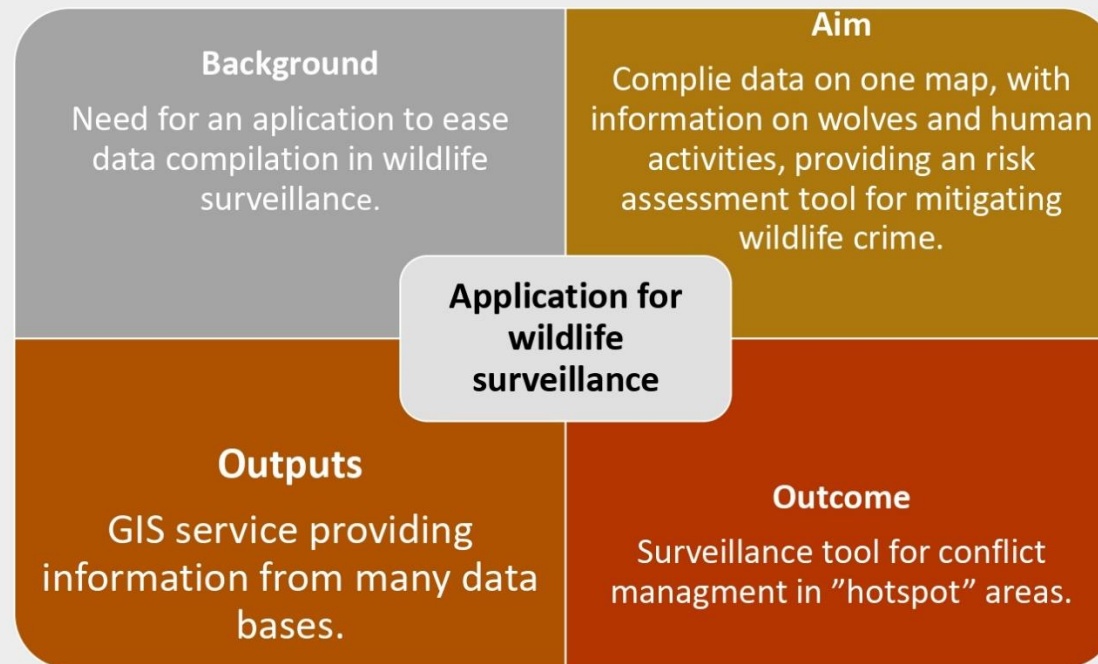 Background
Need for an aplication to ease
data compilation in wildlife
surveillance.
Aim
Complie data on one map, with
information on wolves and human
activities, providing an risk
assessment tool for mitigating
wildlife crime.
Application for
wildlife
surveillance
Outputs
GIS service providing
information from many data
bases.
Outcome
Surveillance tool for conflict
managment in ”hotspot” areas.